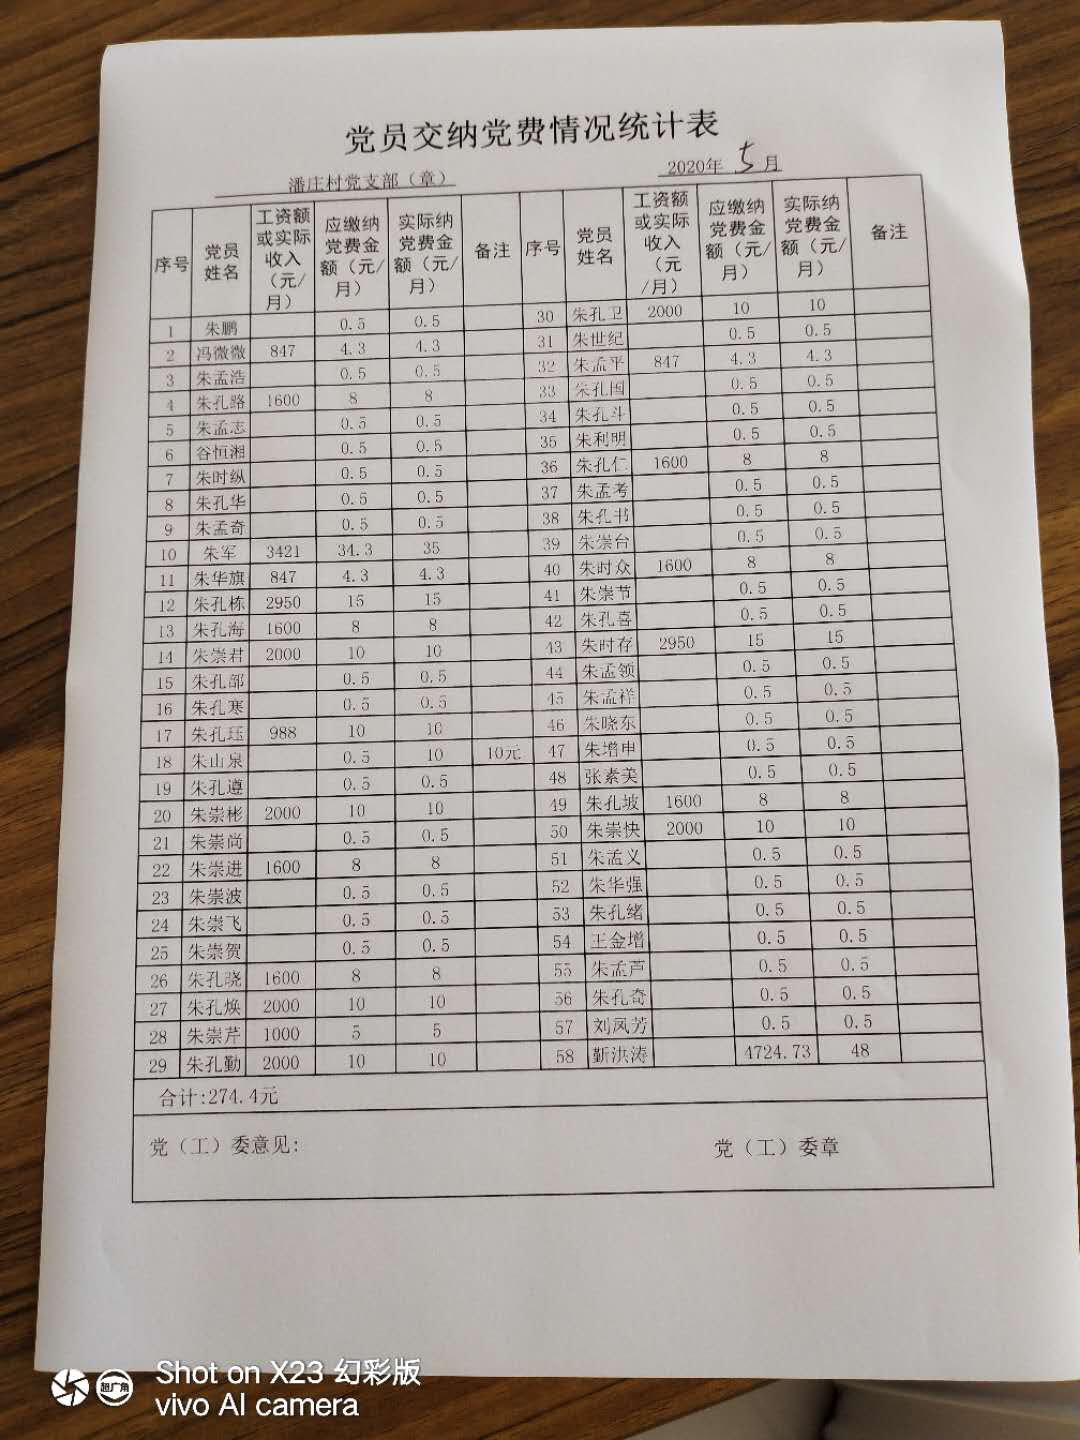 党员交纳党费情况统计表
潘庄村党支部（章） 2020年 5 月
序号 党员姓名 工资额或实际收入（元/月） 应缴纳党费金额（元/月） 实际纳党费金额（元/月） 备注 序号 党员姓名 工资额或实际收入（元/月） 应缴纳党费金额（元/月） 实际纳党费金额（元/月） 备注
1 朱鹏 0.5 0.5 30 朱孔卫 2000 10 10
2 冯微微 847 4.3 4.3 31 朱世纪 0.5 0.5
3 朱孟浩 0.5 0.5 32 朱孟平 847 4.3 4.3
4 朱孔路 1600 8 8 33 朱孔国 0.5 0.5
5 朱孟志 0.5 0.5 34 朱孔斗 0.5 0.5
6 谷恒湘 0.5 0.5 35 朱利明 0.5 0.5
7 朱时纵 0.5 0.5 36 朱孔仁 1600 8 8
8 朱孔华 0.5 0.5 37 朱孟考 0.5 0.5
9 朱孟奇 0.5 0.5 38 朱孔书 0.5 0.5
10 朱军 3421 34.3 35 39 朱崇台 0.5 0.5
11 朱华旗 847 4.3 4.3 40 朱时众 1600 8 8
12 朱孔栋 2950 15 15 41 朱崇节 0.5 0.5
13 朱孔海 1600 8 8 42 朱孔喜 0.5 0.5
14 朱崇君 2000 10 10 43 朱时存 2950 15 15
15 朱孔部 0.5 0.5 44 朱孟领 0.5 0.5
16 朱孔寒 0.5 0.5 45 朱孟祥 0.5 0.5
17 朱孔珏 988 10 10 46 朱晓东 0.5 0.5
18 朱山泉 0.5 10 10元 47 朱增申 0.5 0.5
19 朱孔遵 0.5 0.5 48 张素美 0.5 0.5
20 朱崇彬 2000 10 10 49 朱孔坡 1600 8 8
21 朱崇尚 0.5 0.5 50 朱崇快 2000 10 10
22 朱崇进 1600 8 8 51 朱孟义 0.5 0.5
23 朱崇波 0.5 0.5 52 朱华强 0.5 0.5
24 朱崇飞 0.5 0.5 53 朱孔绪 0.5 0.5
25 朱崇贺 0.5 0.5 54 王金增 0.5 0.5
26 朱孔晓 1600 8 8 55 朱孟芦 0.5 0.5
27 朱孔焕 2000 10 10 56 朱孔奇 0.5 0.5
28 朱崇芹 1000 5 5 57 刘凤芳 0.5 0.5
29 朱孔勤 2000 10 10 58 靳洪涛 4724.73 48
合计:274.4元
党（工）委意见: 党（工）委章
超广角
Shot on X23 幻彩版
vivo AI camera